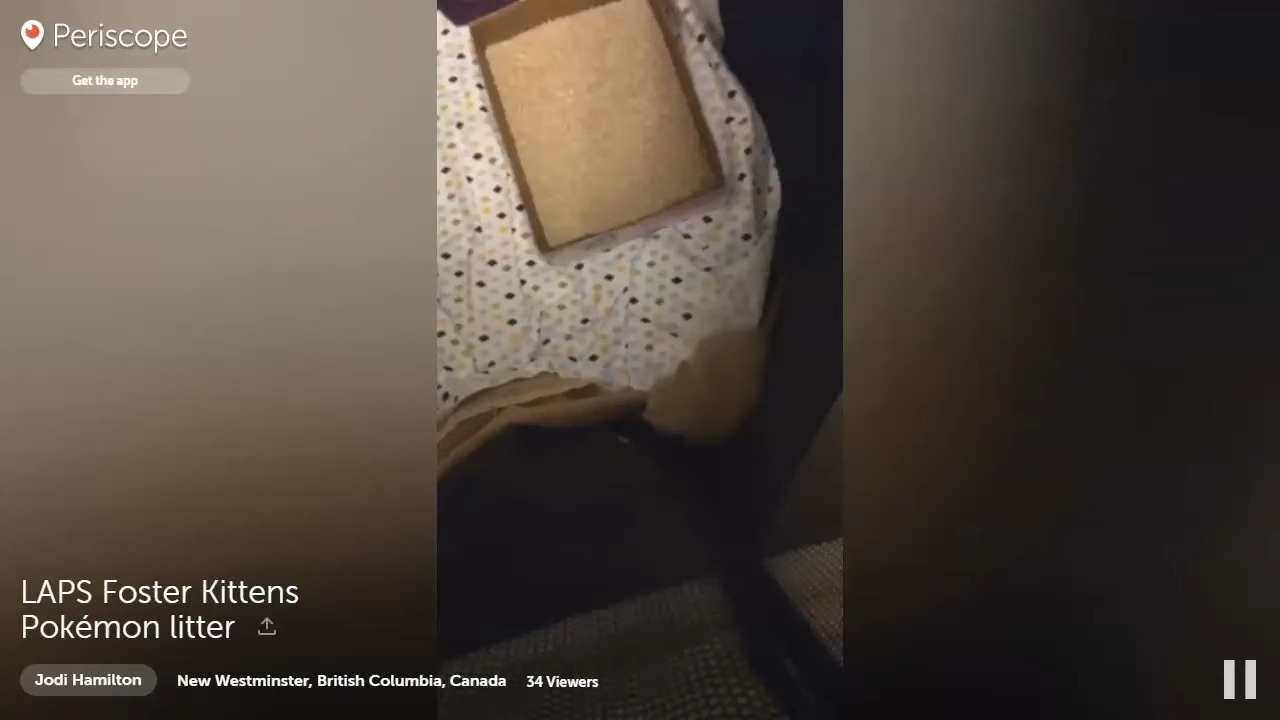 Periscope
Get the app
LAPS Foster Kittens
Pokémon litter
Jodi Hamilton
New Westminster, British Columbia, Canada
34 Viewers